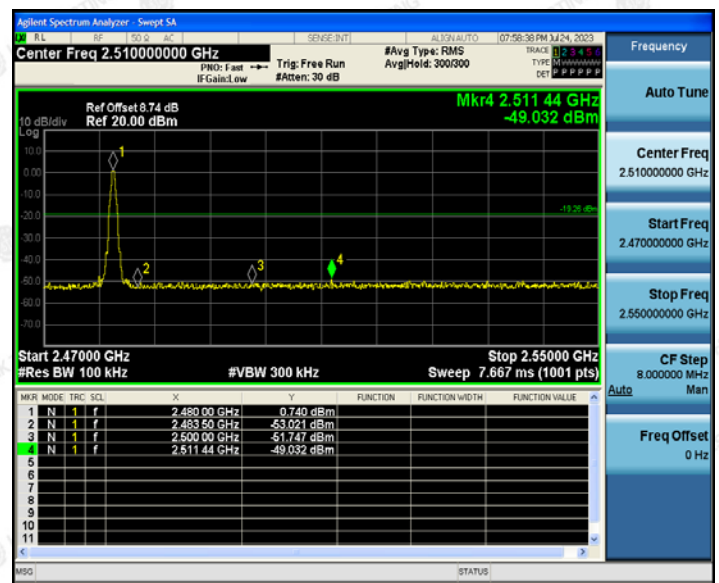 Agilent Spectrum Analyzer - Swept SA
RL RF 50 Ω AC SENSE:INT ALIGNAUTO 07:58:38 PM Jul 24, 2023
Center Freq 2.510000000 GHz
PNO: Fast
IFGain:Low
Trig: Free Run
#Atten: 30 dB
#Avg Type: RMS
Avg|Hold: 300/300
TRACE 1 2 3 4 5 6
TYPE M
DET P P P P P P
Ref Offset 8.74 dB
Ref 20.00 dBm
10 dB/div
Log
Mkr4 2.511 44 GHz
-49.032 dBm
10.0
0.00
-10.0
-20.0
-30.0
-40.0
-50.0
-60.0
-70.0
1
2
3
4
-19.26 dBm
Start 2.47000 GHz Stop 2.55000 GHz
#Res BW 100 kHz #VBW 300 kHz Sweep 7.667 ms (1001 pts)
MKR MODE TRC SCL X Y FUNCTION FUNCTION WIDTH FUNCTION VALUE
1 N 1 f 2.480 00 GHz 0.740 dBm
2 N 1 f 2.483 50 GHz -53.021 dBm
3 N 1 f 2.500 00 GHz -51.747 dBm
4 N 1 f 2.511 44 GHz -49.032 dBm
5
6
7
8
9
10
11
MSG STATUS
Frequency
Auto Tune
Center Freq
2.510000000 GHz
Start Freq
2.470000000 GHz
Stop Freq
2.550000000 GHz
CF Step
8.000000 MHz
Auto Man
Freq Offset
0 Hz